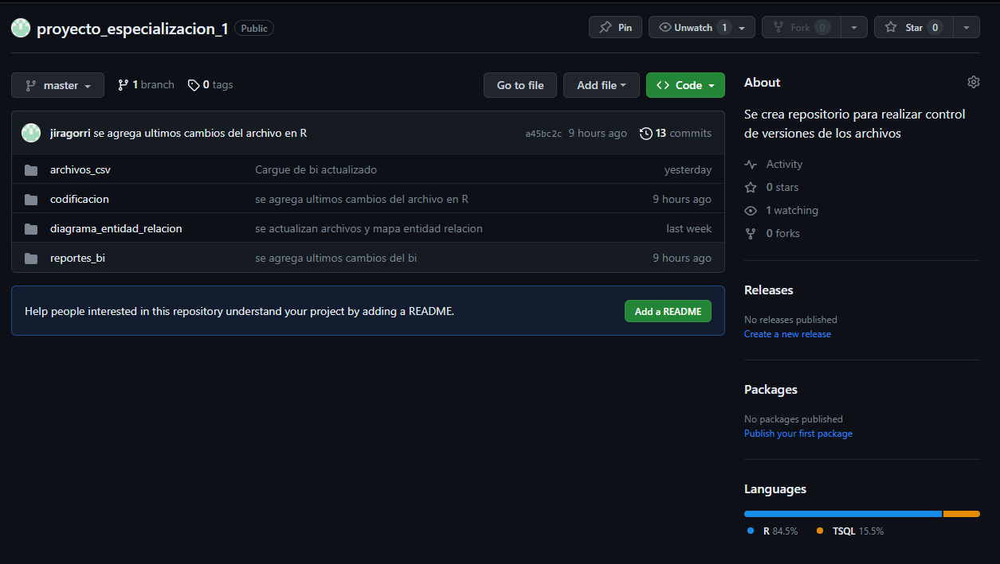 proyecto_especializacion_1 Public Pin Unwatch 1 Fork 0 Star 0
master 1 branch 0 tags Go to file Add file Code
jiragorri se agrega ultimos cambios del archivo en R a45bc2c 9 hours ago 13 commits
archivos_csv Cargue de bi actualizado yesterday
codificacion se agrega ultimos cambios del archivo en R 9 hours ago
diagrama_entidad_relacion se actualizan archivos y mapa entidad relacion last week
reportes_bi se agrega ultimos cambios del bi 9 hours ago
Help people interested in this repository understand your project by adding a README. Add a README
About
Se crea repositorio para realizar control
de versiones de los archivos
Activity
0 stars
1 watching
0 forks
Releases
No releases published
Create a new release
Packages
No packages published
Publish your first package
Languages
R 84.5% TSQL 15.5%